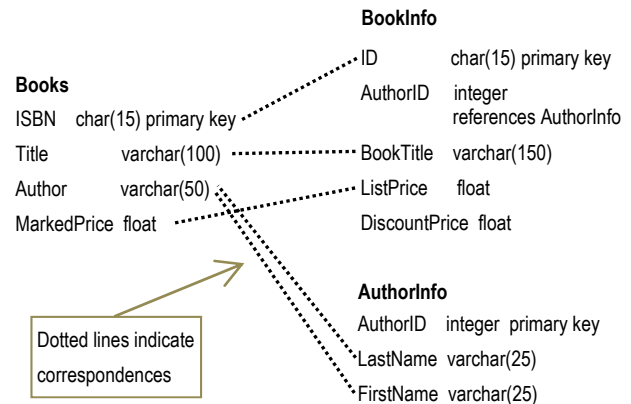 Books
ISBN char(15) primary key
Title varchar(100)
Author varchar(50)
MarkedPrice float
Dotted lines indicate
correspondences
BookInfo
ID char(15) primary key
AuthorID integer
references AuthorInfo
BookTitle varchar(150)
ListPrice float
DiscountPrice float
AuthorInfo
AuthorID integer primary key
LastName varchar(25)
FirstName varchar(25)